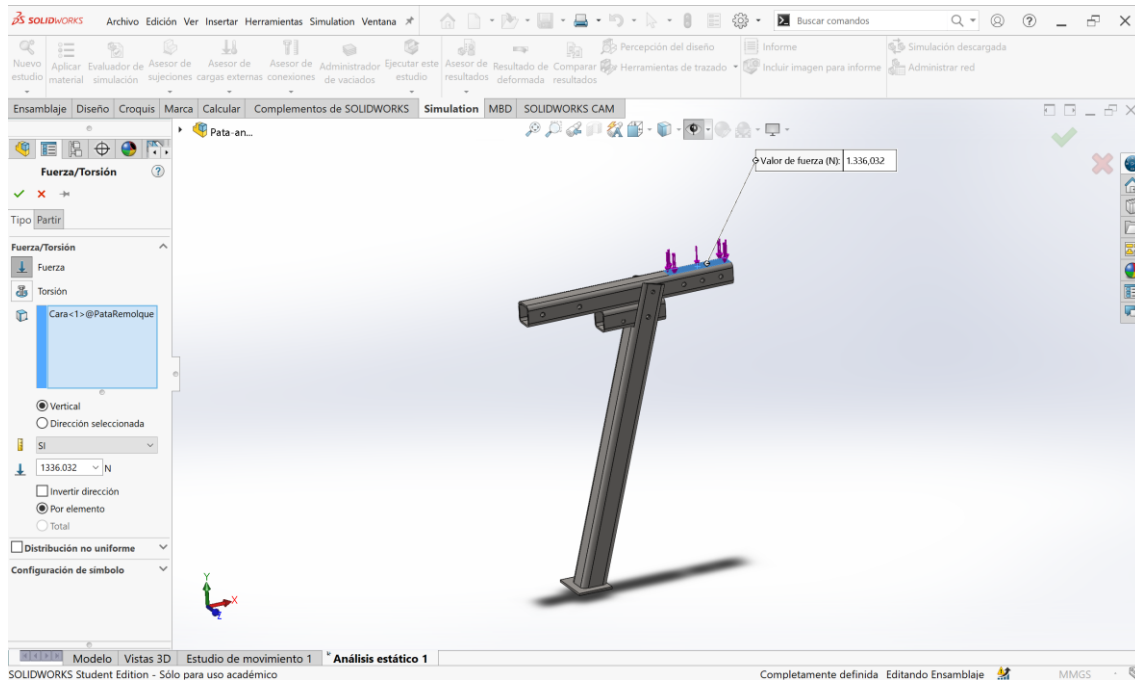 SOLIDWORKS Archivo Edición Ver Insertar Herramientas Simulation Ventana Buscar comandos
Nuevo estudio
Aplicar material
Evaluador de simulación
Asesor de sujeciones
Asesor de cargas externas
Asesor de conexiones
Administrador de vaciados
Ejecutar este estudio
Asesor de resultados
Resultado de deformada
Comparar resultados
Percepción del diseño
Herramientas de trazado
Informe
Incluir imagen para informe
Simulación descargada
Administrar red
Ensamblaje Diseño Croquis Marca Calcular Complementos de SOLIDWORKS Simulation MBD SOLIDWORKS CAM
Pata-an...
Fuerza/Torsión
Tipo Partir
Fuerza/Torsión
Fuerza
Torsión
Cara<1>@PataRemolque
Vertical
Dirección seleccionada
SI
1336.032 N
Invertir dirección
Por elemento
Total
Distribución no uniforme
Configuración de símbolo
Valor de fuerza (N): 1.336,032
Y
X
Z
Modelo Vistas 3D Estudio de movimiento 1 Análisis estático 1
SOLIDWORKS Student Edition - Sólo para uso académico Completamente definida Editando Ensamblaje MMGS